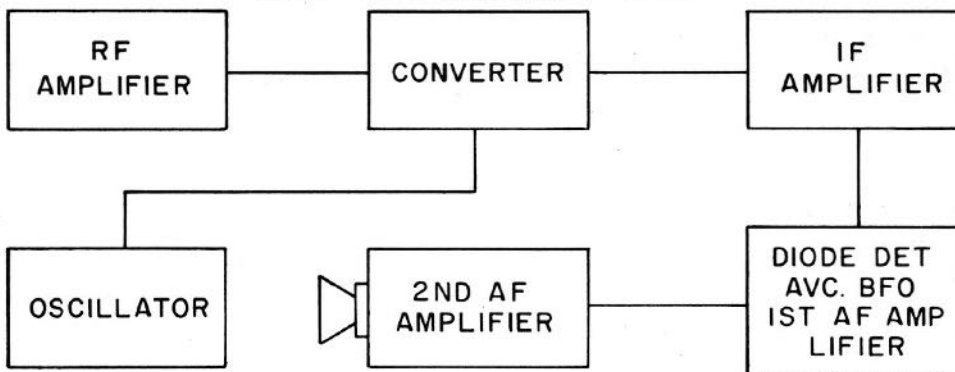 RF
AMPLIFIER
CONVERTER
IF
AMPLIFIER
OSCILLATOR
2ND AF
AMPLIFIER
DIODE DET
AVC. BFO
IST AF AMP
LIFIER